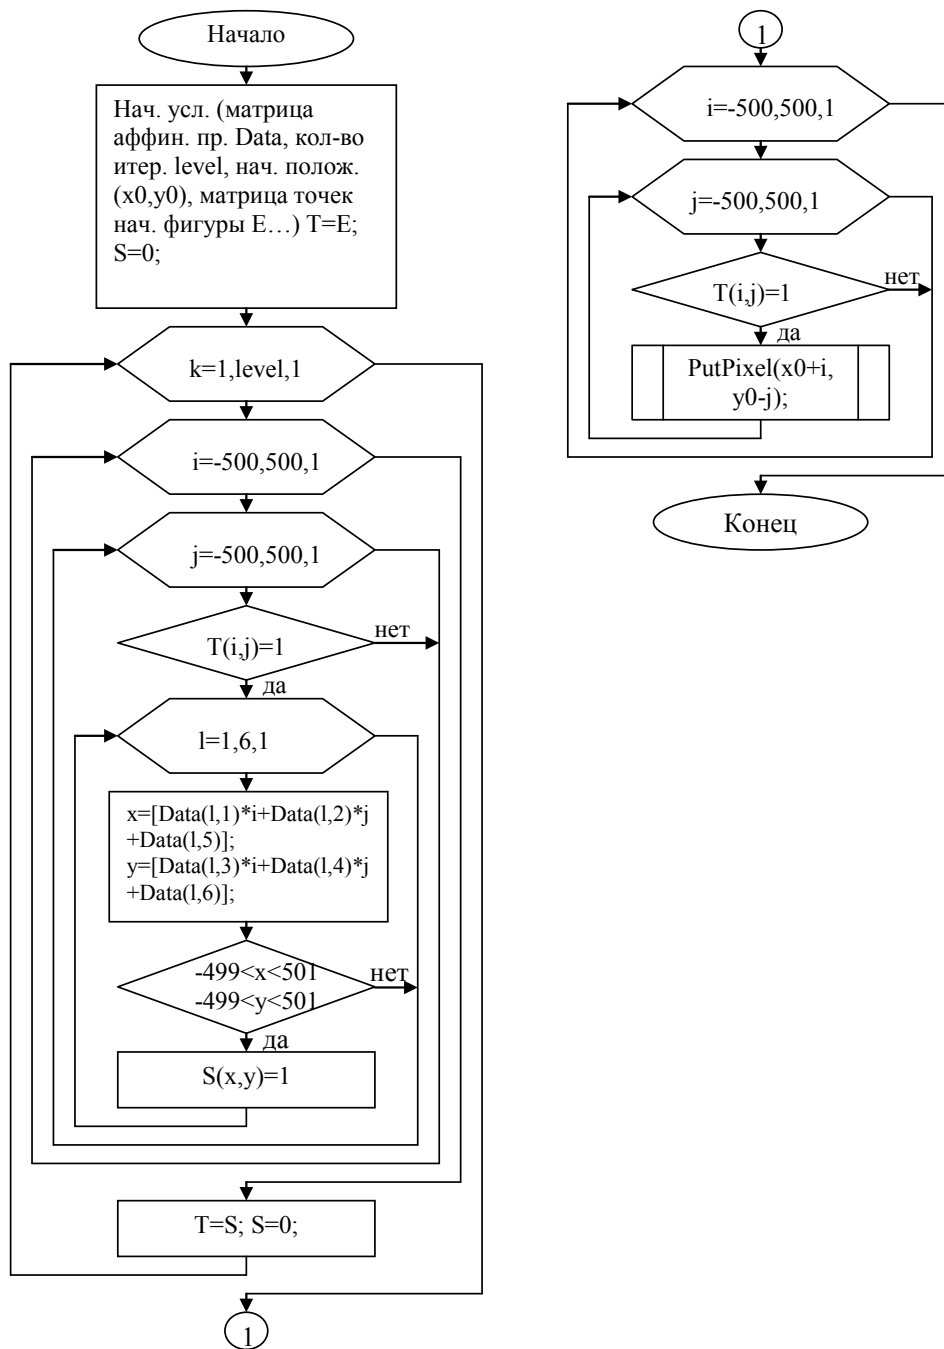 Начало
Нач. усл. (матрица
аффин. пр. Data, кол-во
итер. level, нач. полож.
(x0,y0), матрица точек
нач. фигуры E…) T=E;
S=0;
k=1,level,1
i=-500,500,1
j=-500,500,1
T(i,j)=1
нет
да
l=1,6,1
x=[Data(l,1)*i+Data(l,2)*j
+Data(l,5)];
y=[Data(l,3)*i+Data(l,4)*j
+Data(l,6)];
-499<x<501
-499<y<501
нет
да
S(x,y)=1
T=S; S=0;
1
1
i=-500,500,1
j=-500,500,1
T(i,j)=1
нет
да
PutPixel(x0+i,
y0-j);
Конец